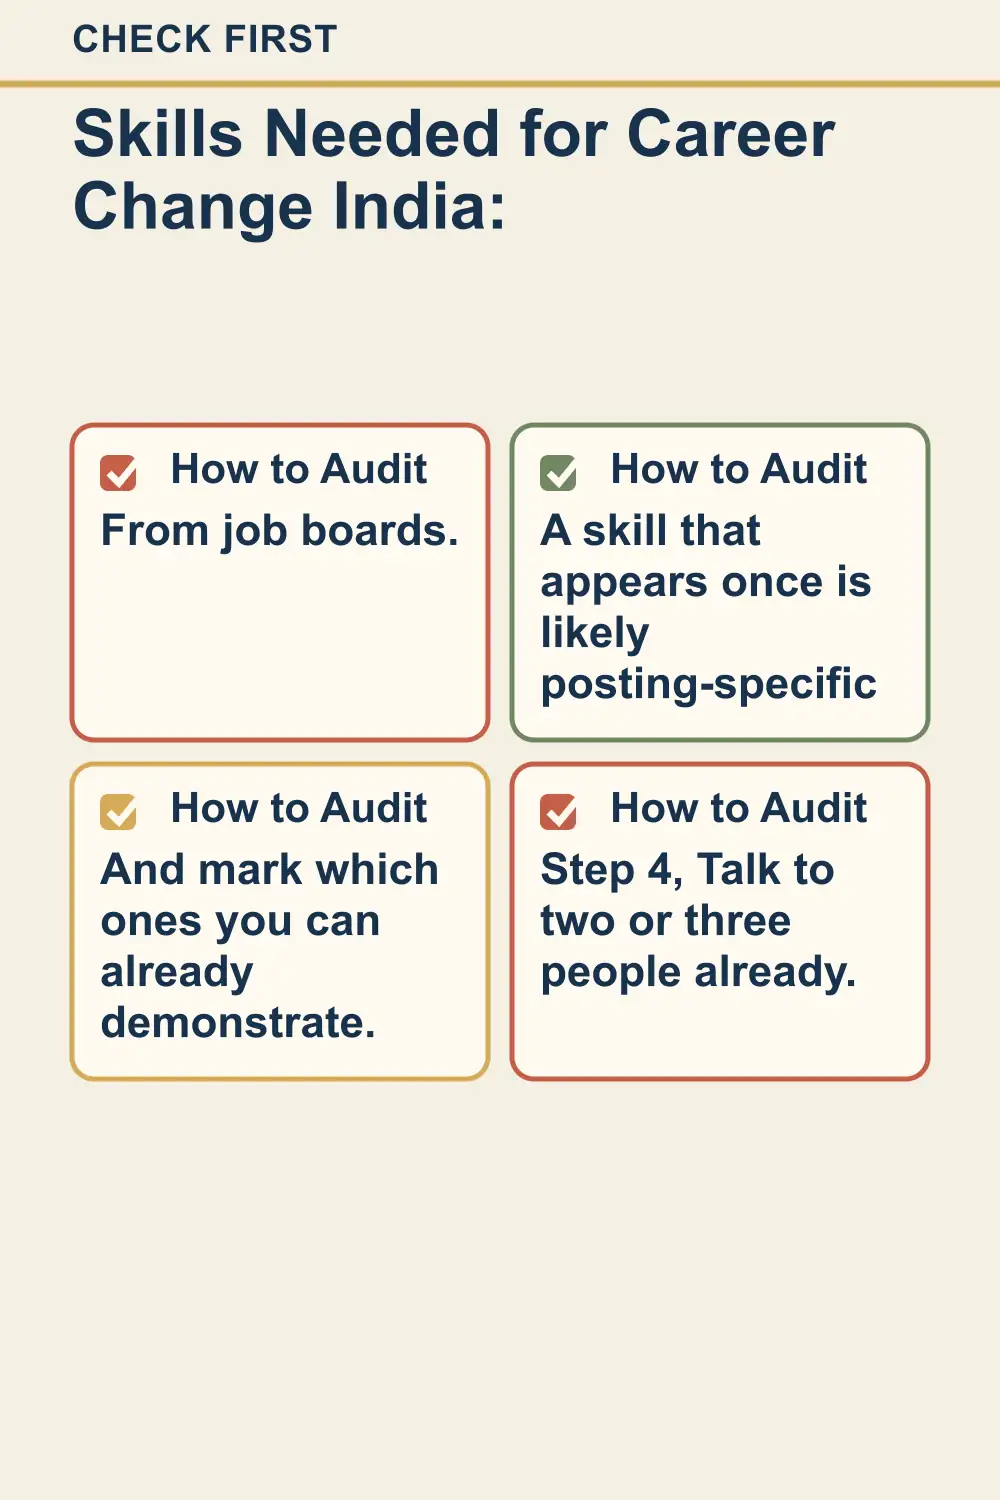 CHECK FIRST
Skills Needed for Career
Change India:
How to Audit
From job boards.
How to Audit
A skill that
appears once is
likely
posting-specific
How to Audit
And mark which
ones you can
already
demonstrate.
How to Audit
Step 4, Talk to
two or three
people already.